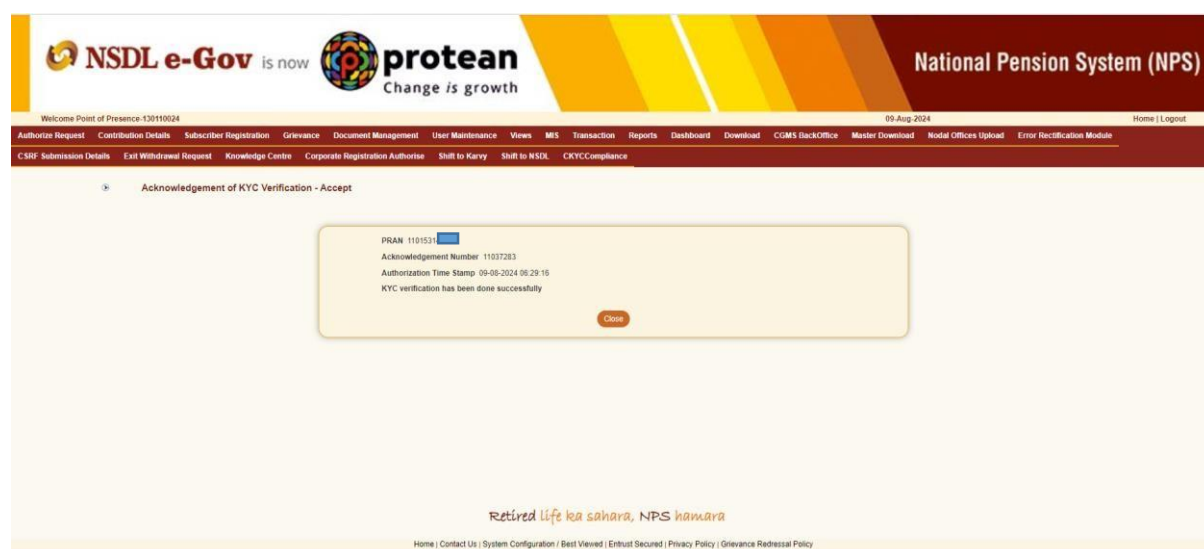 NSDL e-Gov is now protean
Change is growth
National Pension System (NPS)
Welcome Point of Presence-130110024 09-Aug-2024 Home | Logout
Authorize Request Contribution Details Subscriber Registration Grievance Document Management User Maintenance Views MIS Transaction Reports Dashboard Download CGMS BackOffice Master Download Nodal Offices Upload Error Rectification Module
CSRF Submission Details Exit Withdrawal Request Knowledge Centre Corporate Registration Authorise Shift to Karvy Shift to NSDL CKYCCompliance
Acknowledgement of KYC Verification - Accept
PRAN 1101531
Acknowledgement Number 11037283
Authorization Time Stamp 09-08-2024 06:29:16
KYC verification has been done successfully
Close
Retired life ka sahara, NPS hamara
Home | Contact Us | System Configuration / Best Viewed | Entrust Secured | Privacy Policy | Grievance Redressal Policy